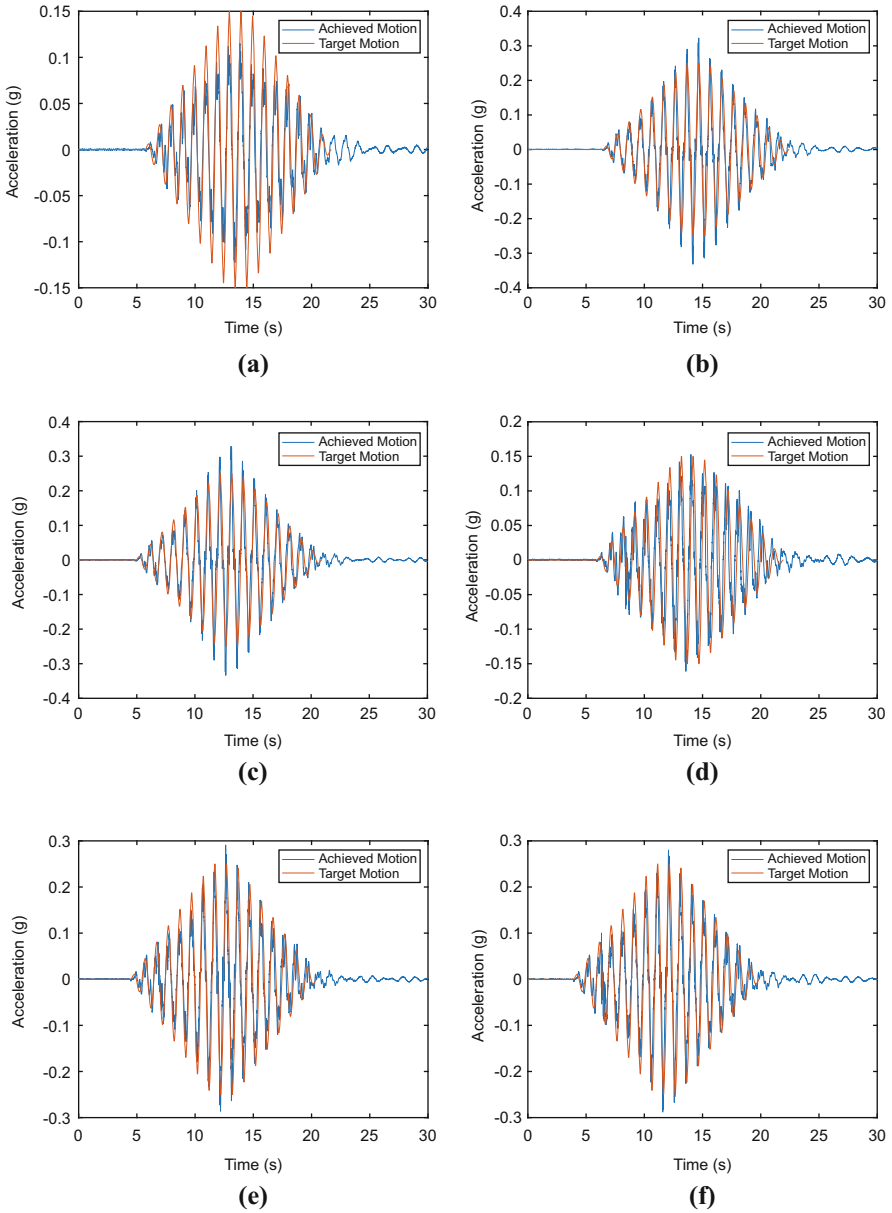 0.15
0.1
0.05
0
-0.05
-0.1
-0.15
Acceleration (g)
Achieved Motion
Target Motion
0 5 10 15 20 25 30
Time (s)
(a)
0.4
0.3
0.2
0.1
0
-0.1
-0.2
-0.3
-0.4
Acceleration (g)
Achieved Motion
Target Motion
0 5 10 15 20 25 30
Time (s)
(b)
0.4
0.3
0.2
0.1
0
-0.1
-0.2
-0.3
-0.4
Acceleration (g)
Achieved Motion
Target Motion
0 5 10 15 20 25 30
Time (s)
(c)
0.2
0.15
0.1
0.05
0
-0.05
-0.1
-0.15
-0.2
Acceleration (g)
Achieved Motion
Target Motion
0 5 10 15 20 25 30
Time (s)
(d)
0.3
0.2
0.1
0
-0.1
-0.2
-0.3
Acceleration (g)
Achieved Motion
Target Motion
0 5 10 15 20 25 30
Time (s)
(e)
0.3
0.2
0.1
0
-0.1
-0.2
-0.3
Acceleration (g)
Achieved Motion
Target Motion
0 5 10 15 20 25 30
Time (s)
(f)